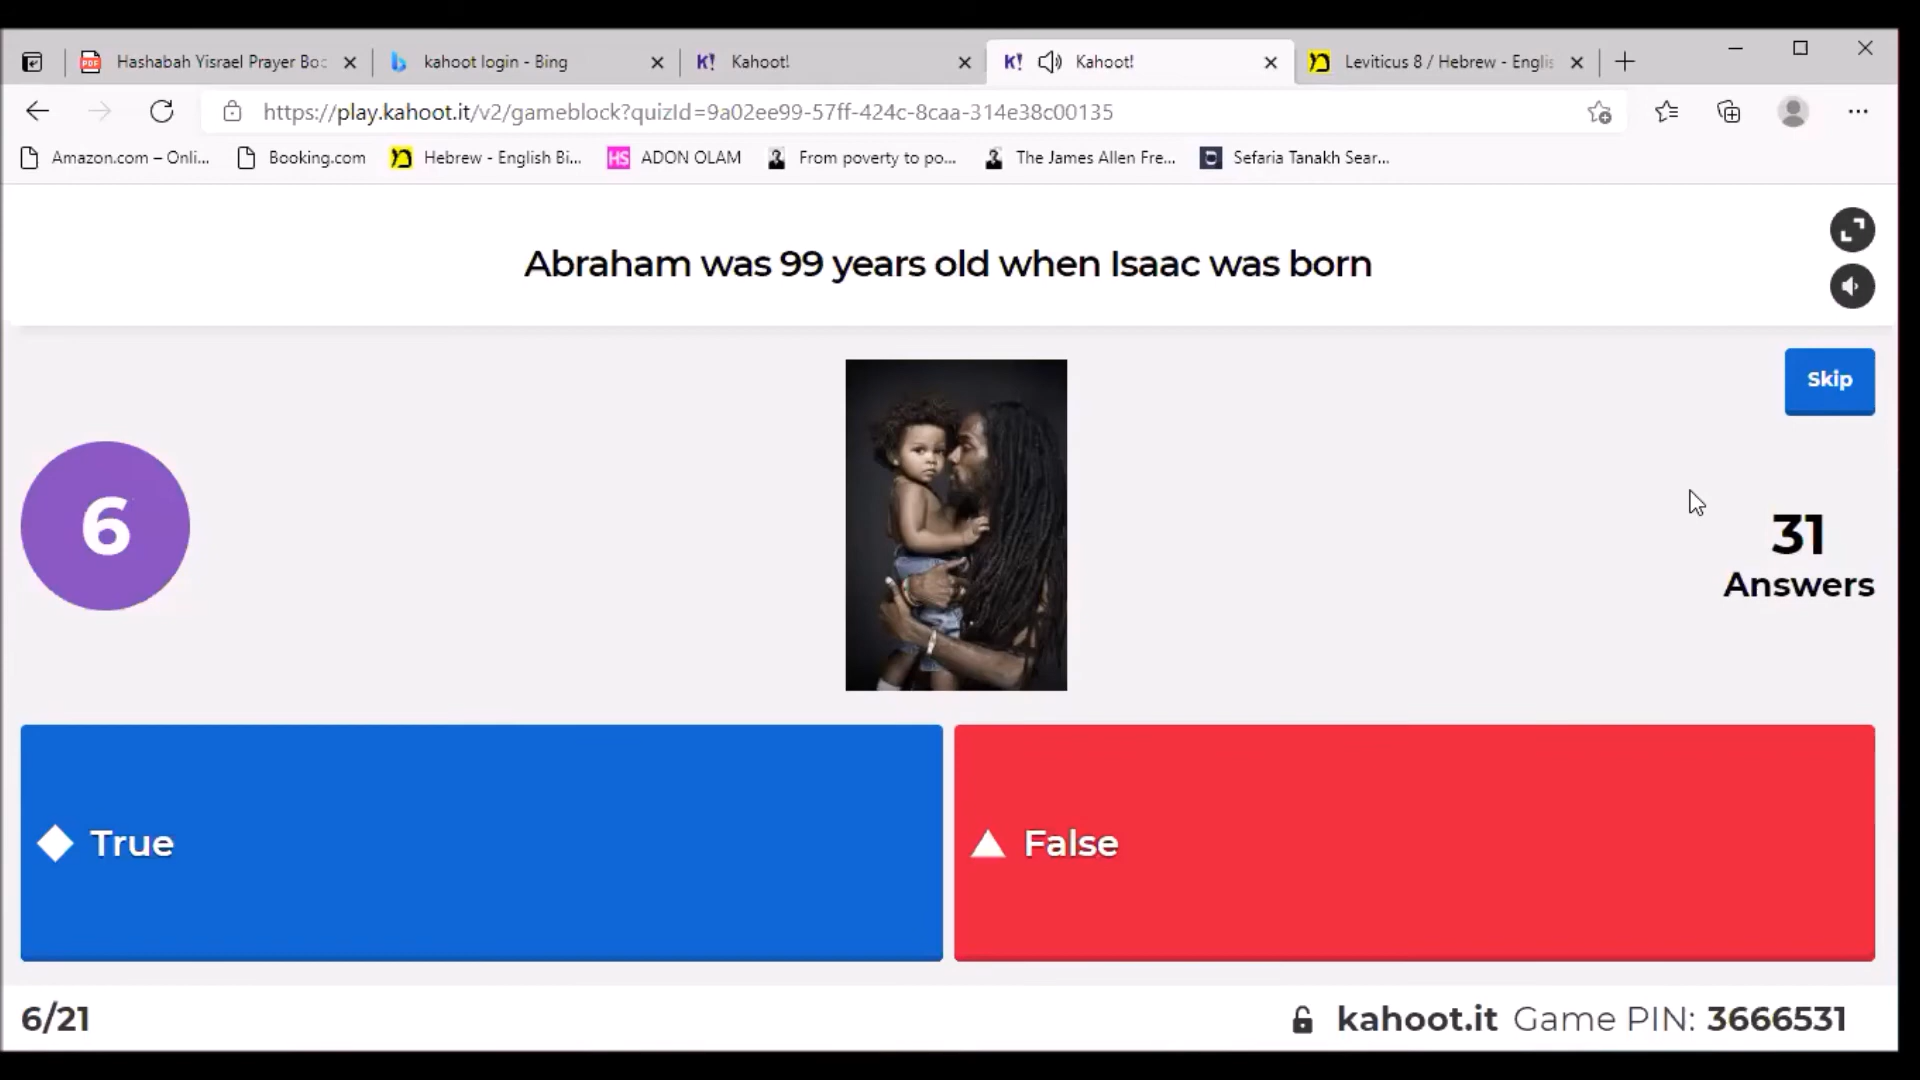 Hashabah Yisrael Prayer Boo
kahoot login - Bing
K! Kahoot!
K! Kahoot!
Leviticus 8 / Hebrew - Englis
https://play.kahoot.it/v2/gameblock?quizId=9a02ee99-57ff-424c-8caa-314e38c00135
Amazon.com – Onli...
Booking.com
Hebrew - English Bi...
HS ADON OLAM
From poverty to po...
The James Allen Fre...
Sefaria Tanakh Sear...
Abraham was 99 years old when Isaac was born
Skip
6
31
Answers
True
False
6/21
kahoot.it Game PIN: 3666531